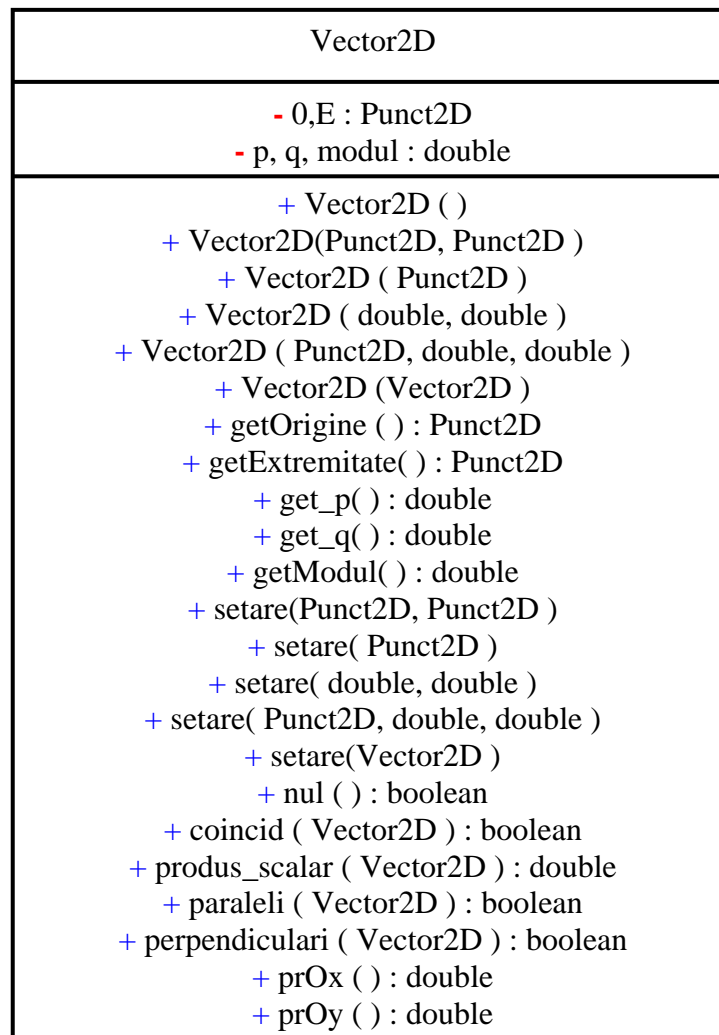 Vector2D
- 0,E : Punct2D
- p, q, modul : double
+ Vector2D ( )
+ Vector2D(Punct2D, Punct2D )
+ Vector2D ( Punct2D )
+ Vector2D ( double, double )
+ Vector2D ( Punct2D, double, double )
+ Vector2D (Vector2D )
+ getOrigine ( ) : Punct2D
+ getExtremitate( ) : Punct2D
+ get_p( ) : double
+ get_q( ) : double
+ getModul( ) : double
+ setare(Punct2D, Punct2D )
+ setare( Punct2D )
+ setare( double, double )
+ setare( Punct2D, double, double )
+ setare(Vector2D )
+ nul ( ) : boolean
+ coincid ( Vector2D ) : boolean
+ produs_scalar ( Vector2D ) : double
+ paraleli ( Vector2D ) : boolean
+ perpendiculari ( Vector2D ) : boolean
+ prOx ( ) : double
+ prOy ( ) : double